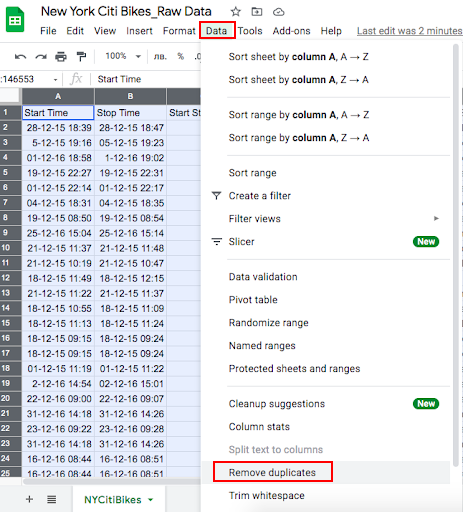 New York Citi Bikes_Raw Data
File Edit View Insert Format Data Tools Add-ons Help Last edit was 2 minutes
100% лв. % .0
:146553 fx Start Time
A B
1 Start Time Stop Time Start St
2 28-12-15 18:39 28-12-15 18:47
3 5-12-15 19:16 05-12-15 19:23
4 01-12-16 18:58 1-12-16 19:02
5 19-12-15 22:27 19-12-15 22:31
6 01-12-15 22:14 01-12-15 22:17
7 04-12-15 18:31 04-12-15 18:35
8 19-12-15 08:50 19-12-15 08:54
9 25-12-16 15:04 25-12-16 15:14
10 21-12-15 11:37 21-12-15 11:48
11 21-12-15 10:19 21-12-15 10:47
12 18-12-15 11:49 18-12-15 12:15
13 21-12-15 11:22 21-12-15 11:37
14 18-12-15 10:55 18-12-15 11:09
15 18-12-15 11:13 18-12-15 11:24
16 18-12-15 09:15 18-12-15 09:24
17 18-12-15 09:15 18-12-15 09:24
18 01-12-15 11:19 01-12-15 11:22
19 2-12-16 14:54 02-12-16 15:01
20 22-12-16 09:00 22-12-16 09:07
21 31-12-16 14:18 31-12-16 14:26
22 23-12-16 09:22 23-12-16 09:28
23 31-12-16 14:18 31-12-16 14:26
24 16-12-16 08:44 16-12-16 08:51
25 16-12-16 08:44 16-12-16 08:51
NYCitiBikes
Sort sheet by column A, A → Z
Sort sheet by column A, Z → A
Sort range by column A, A → Z
Sort range by column A, Z → A
Sort range
Create a filter
Filter views
Slicer New
Data validation
Pivot table
Randomize range
Named ranges
Protected sheets and ranges
Cleanup suggestions New
Column stats
Split text to columns
Remove duplicates
Trim whitespace